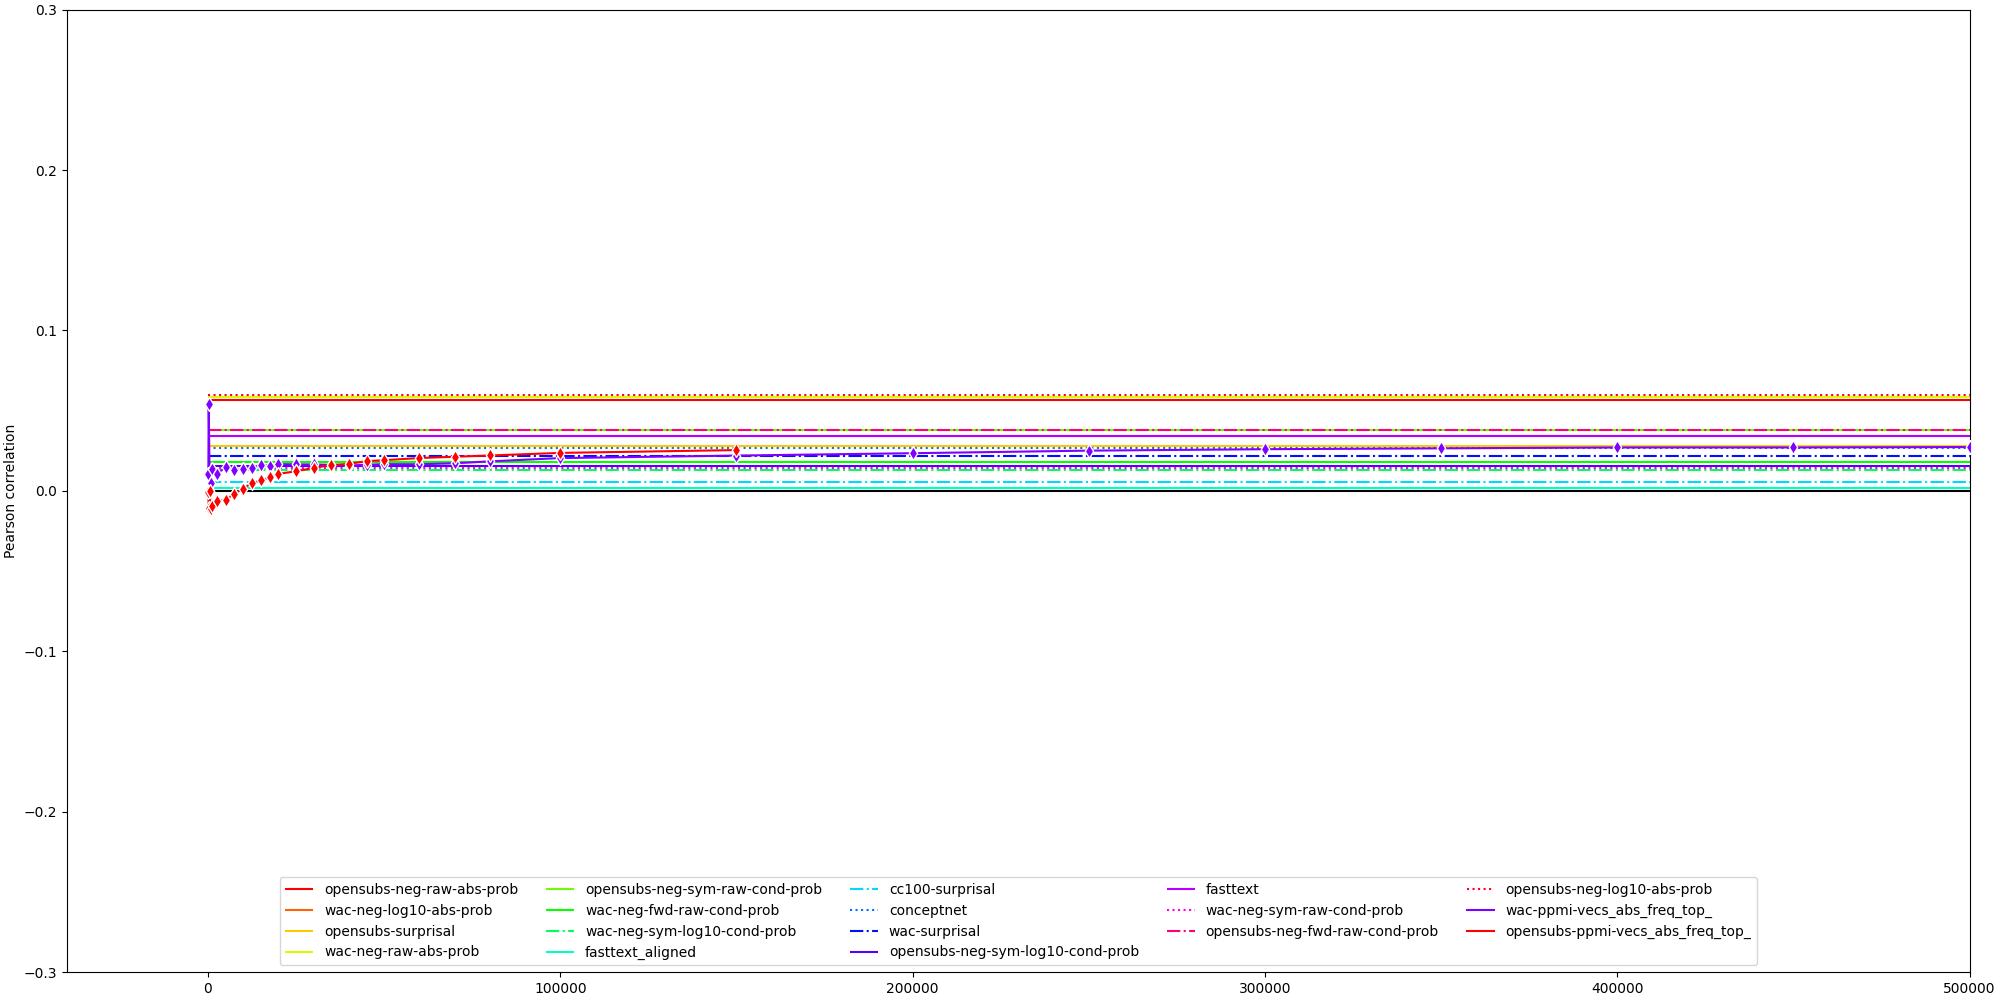 0.3
0.2
0.1
0.0
−0.1
−0.2
−0.3
Pearson correlation
opensubs-neg-raw-abs-prob
wac-neg-log10-abs-prob
opensubs-surprisal
wac-neg-raw-abs-prob
opensubs-neg-sym-raw-cond-prob
wac-neg-fwd-raw-cond-prob
wac-neg-sym-log10-cond-prob
fasttext_aligned
cc100-surprisal
conceptnet
wac-surprisal
opensubs-neg-sym-log10-cond-prob
fasttext
wac-neg-sym-raw-cond-prob
opensubs-neg-fwd-raw-cond-prob
opensubs-neg-log10-abs-prob
wac-ppmi-vecs_abs_freq_top_
opensubs-ppmi-vecs_abs_freq_top_
0 100000 200000 300000 400000 500000